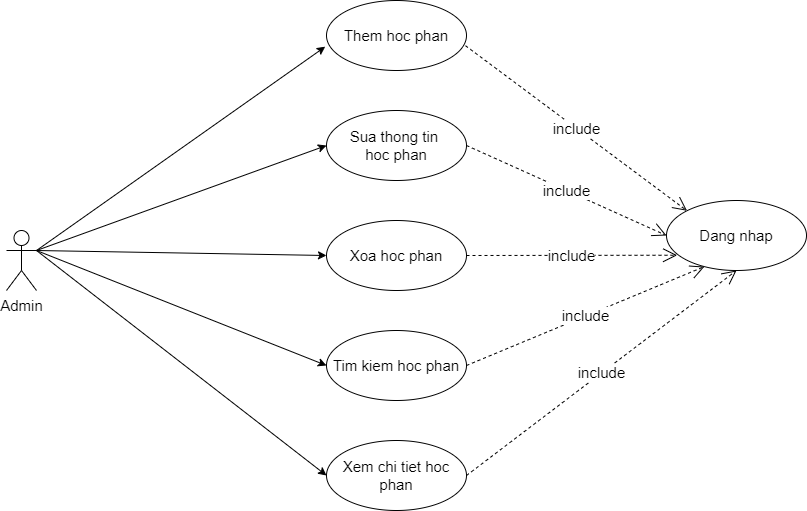 Them hoc phan
include
Sua thong tin
hoc phan
include
Dang nhap
Xoa hoc phan
include
Admin
include
Tim kiem hoc phan
include
Xem chi tiet hoc
phan